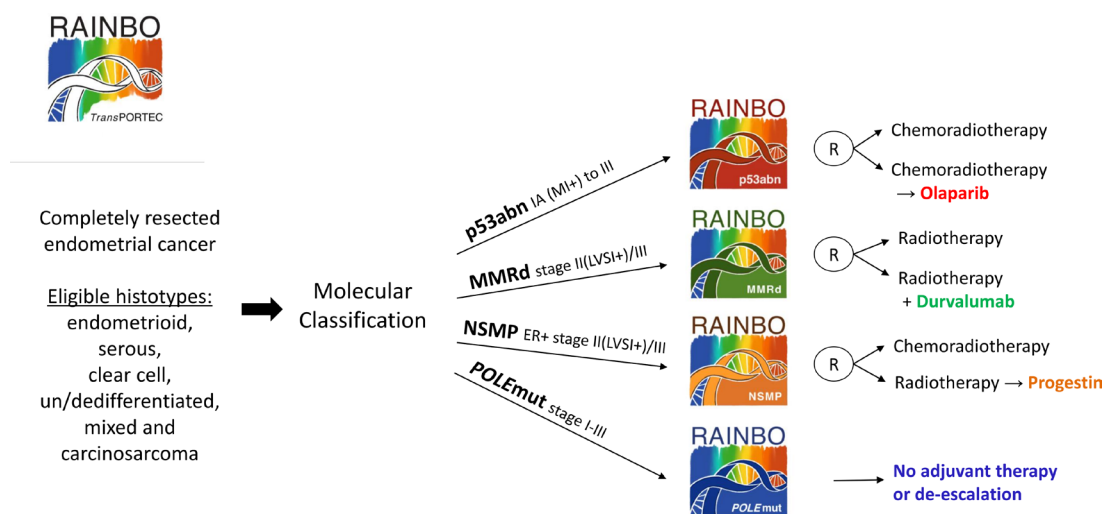 RAINBO
TransPORTEC
Completely resected
endometrial cancer
Eligible histotypes:
endometrioid,
serous,
clear cell,
un/dedifferentiated,
mixed and
carcinosarcoma
Molecular
Classification
p53abn IA (MI+) to III
MMRd stage II(LVSI+)/III
NSMP ER+ stage II(LVSI+)/III
POLEmut stage I-III
RAINBO
p53abn
R
Chemoradiotherapy
Chemoradiotherapy
→ Olaparib
RAINBO
MMRd
R
Radiotherapy
Radiotherapy
+ Durvalumab
RAINBO
NSMP
R
Chemoradiotherapy
Radiotherapy → Progestin
RAINBO
POLEmut
No adjuvant therapy
or de-escalation